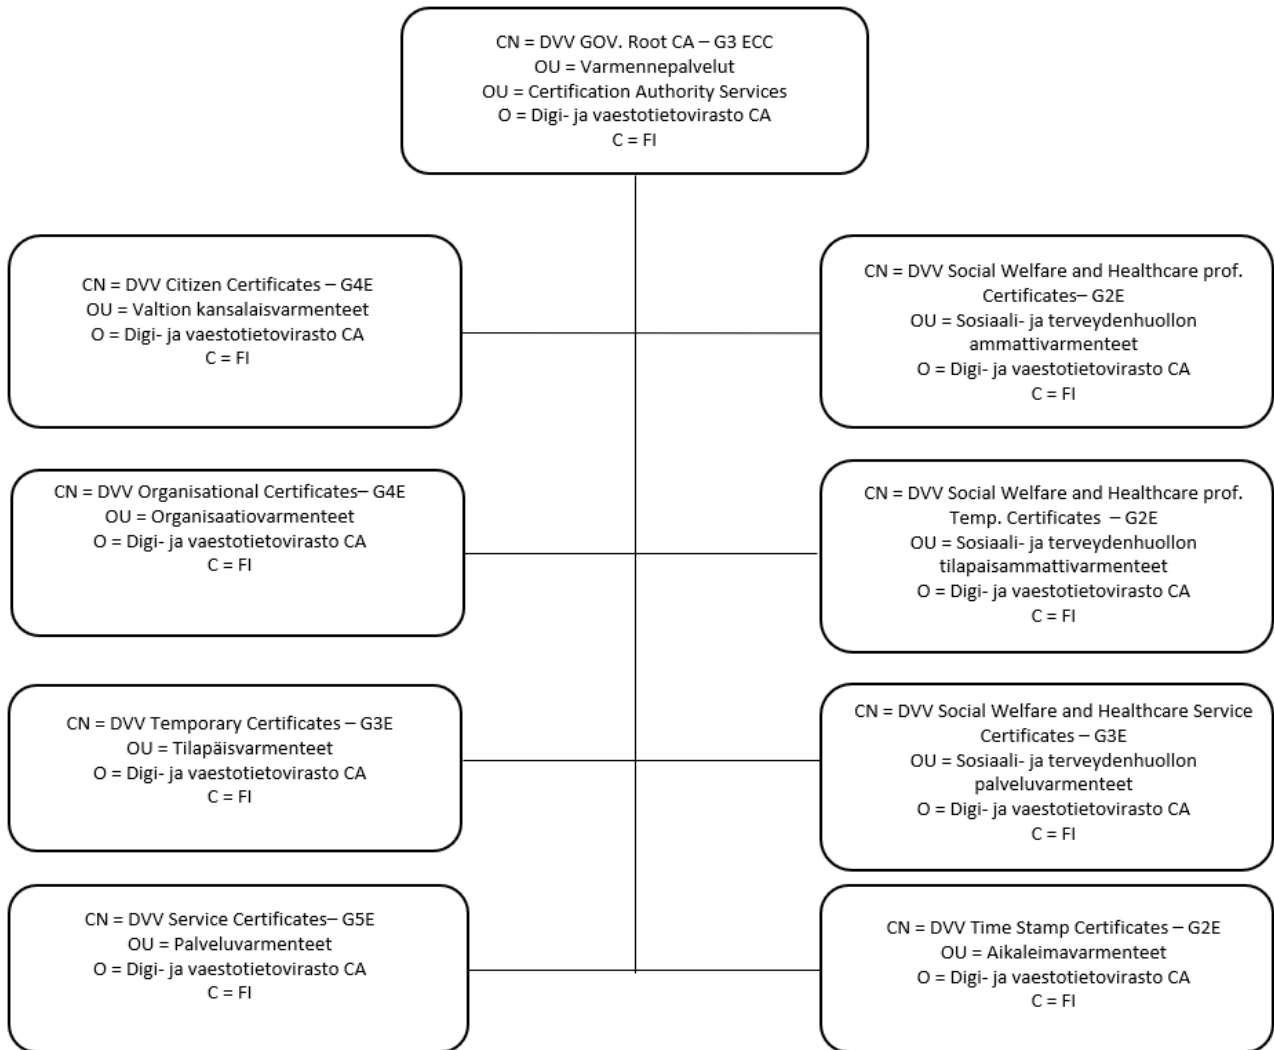 CN = DVV GOV. Root CA – G3 ECC
OU = Varmennepalvelut
OU = Certification Authority Services
O = Digi- ja vaestotietovirasto CA
C = FI
CN = DVV Citizen Certificates – G4E
OU = Valtion kansalaisvarmenteet
O = Digi- ja vaestotietovirasto CA
C = FI
CN = DVV Social Welfare and Healthcare prof.
Certificates– G2E
OU = Sosiaali- ja terveydenhuollon
ammattivarmenteet
O = Digi- ja vaestotietovirasto CA
C = FI
CN = DVV Organisational Certificates– G4E
OU = Organisaatiovarmenteet
O = Digi- ja vaestotietovirasto CA
C = FI
CN = DVV Social Welfare and Healthcare prof.
Temp. Certificates – G2E
OU = Sosiaali- ja terveydenhuollon
tilapaisammattivarmenteet
O = Digi- ja vaestotietovirasto CA
C = FI
CN = DVV Temporary Certificates – G3E
OU = Tilapäisvarmenteet
O = Digi- ja vaestotietovirasto CA
C = FI
CN = DVV Social Welfare and Healthcare Service
Certificates – G3E
OU = Sosiaali- ja terveydenhuollon
palveluvarmenteet
O = Digi- ja vaestotietovirasto CA
C = FI
CN = DVV Service Certificates– G5E
OU = Palveluvarmenteet
O = Digi- ja vaestotietovirasto CA
C = FI
CN = DVV Time Stamp Certificates – G2E
OU = Aikaleimavarmenteet
O = Digi- ja vaestotietovirasto CA
C = FI